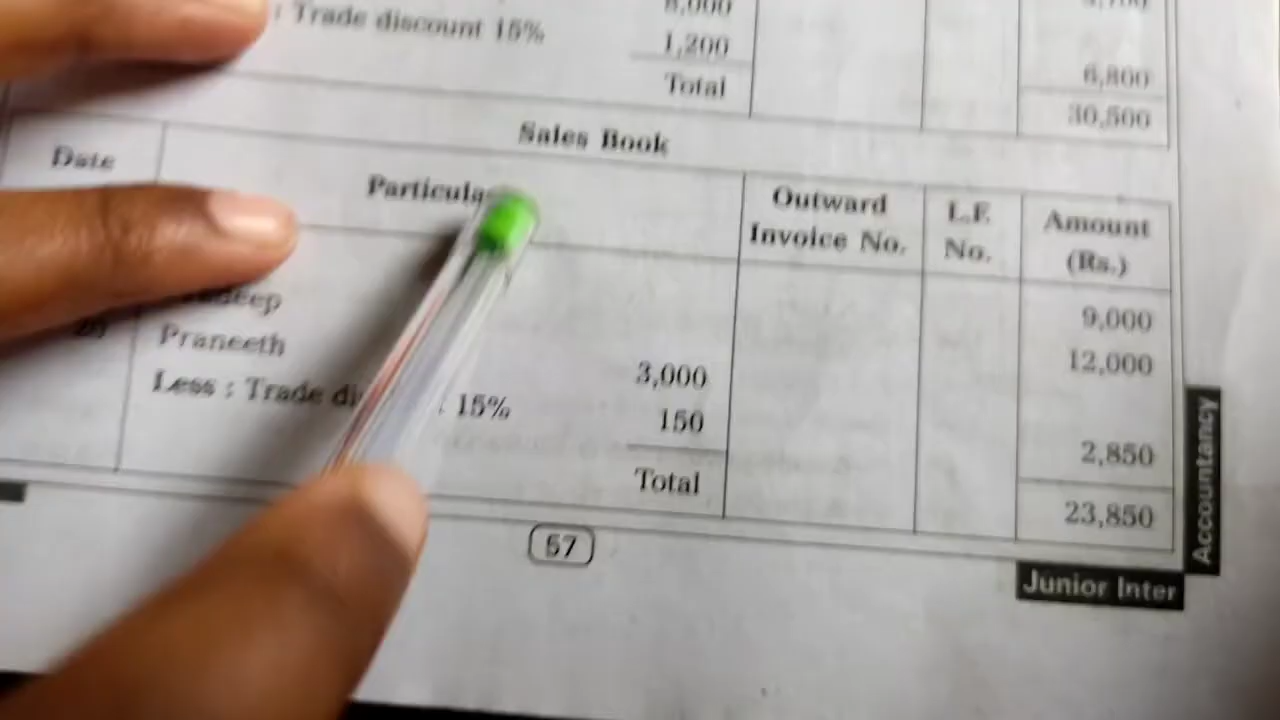 8,000
: Trade discount 15% 1,200
6,800
Total 30,500
Sales Book
Date Outward Invoice No. L.F. No. Amount (Rs.)
9,000
Praneeth 12,000
3,000
Less : Trade 15% 150
2,850
Total 23,850
57
Accountancy
Junior Inter